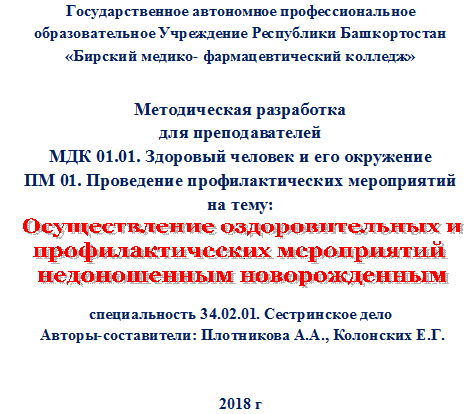 Государственное автономное профессиональное
образовательное Учреждение Республики Башкортостан
«Бирский медико- фармацевтический колледж»
Методическая разработка
для преподавателей
МДК 01.01. Здоровый человек и его окружение
ПМ 01. Проведение профилактических мероприятий
на тему:
Осуществление оздоровительных и
профилактических мероприятий
недоношенным новорожденным
специальность 34.02.01. Сестринское дело
Авторы-составители: Плотникова А.А., Колонских Е.Г.
2018 г